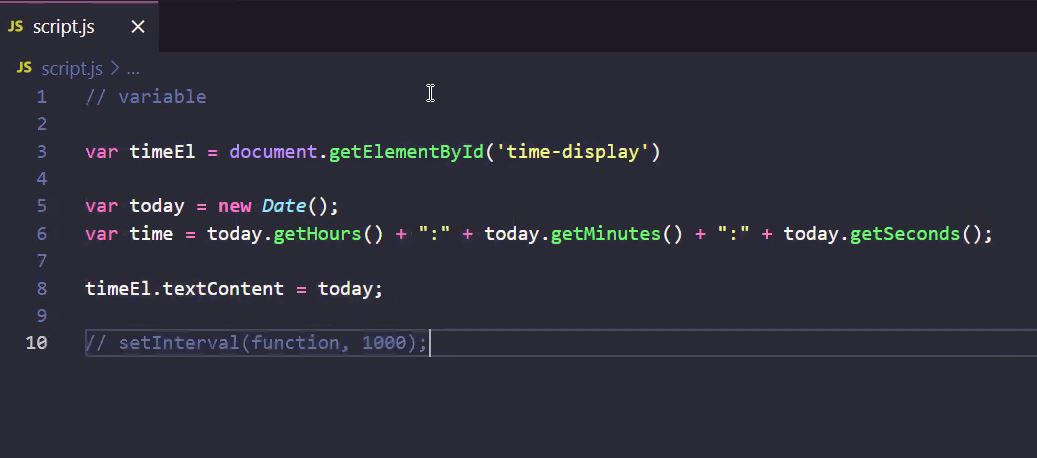 JS script.js ×
JS script.js > ...
1 // variable
2
3 var timeEl = document.getElementById('time-display')
4
5 var today = new Date();
6 var time = today.getHours() + ":" + today.getMinutes() + ":" + today.getSeconds();
7
8 timeEl.textContent = today;
9
10 // setInterval(function, 1000);